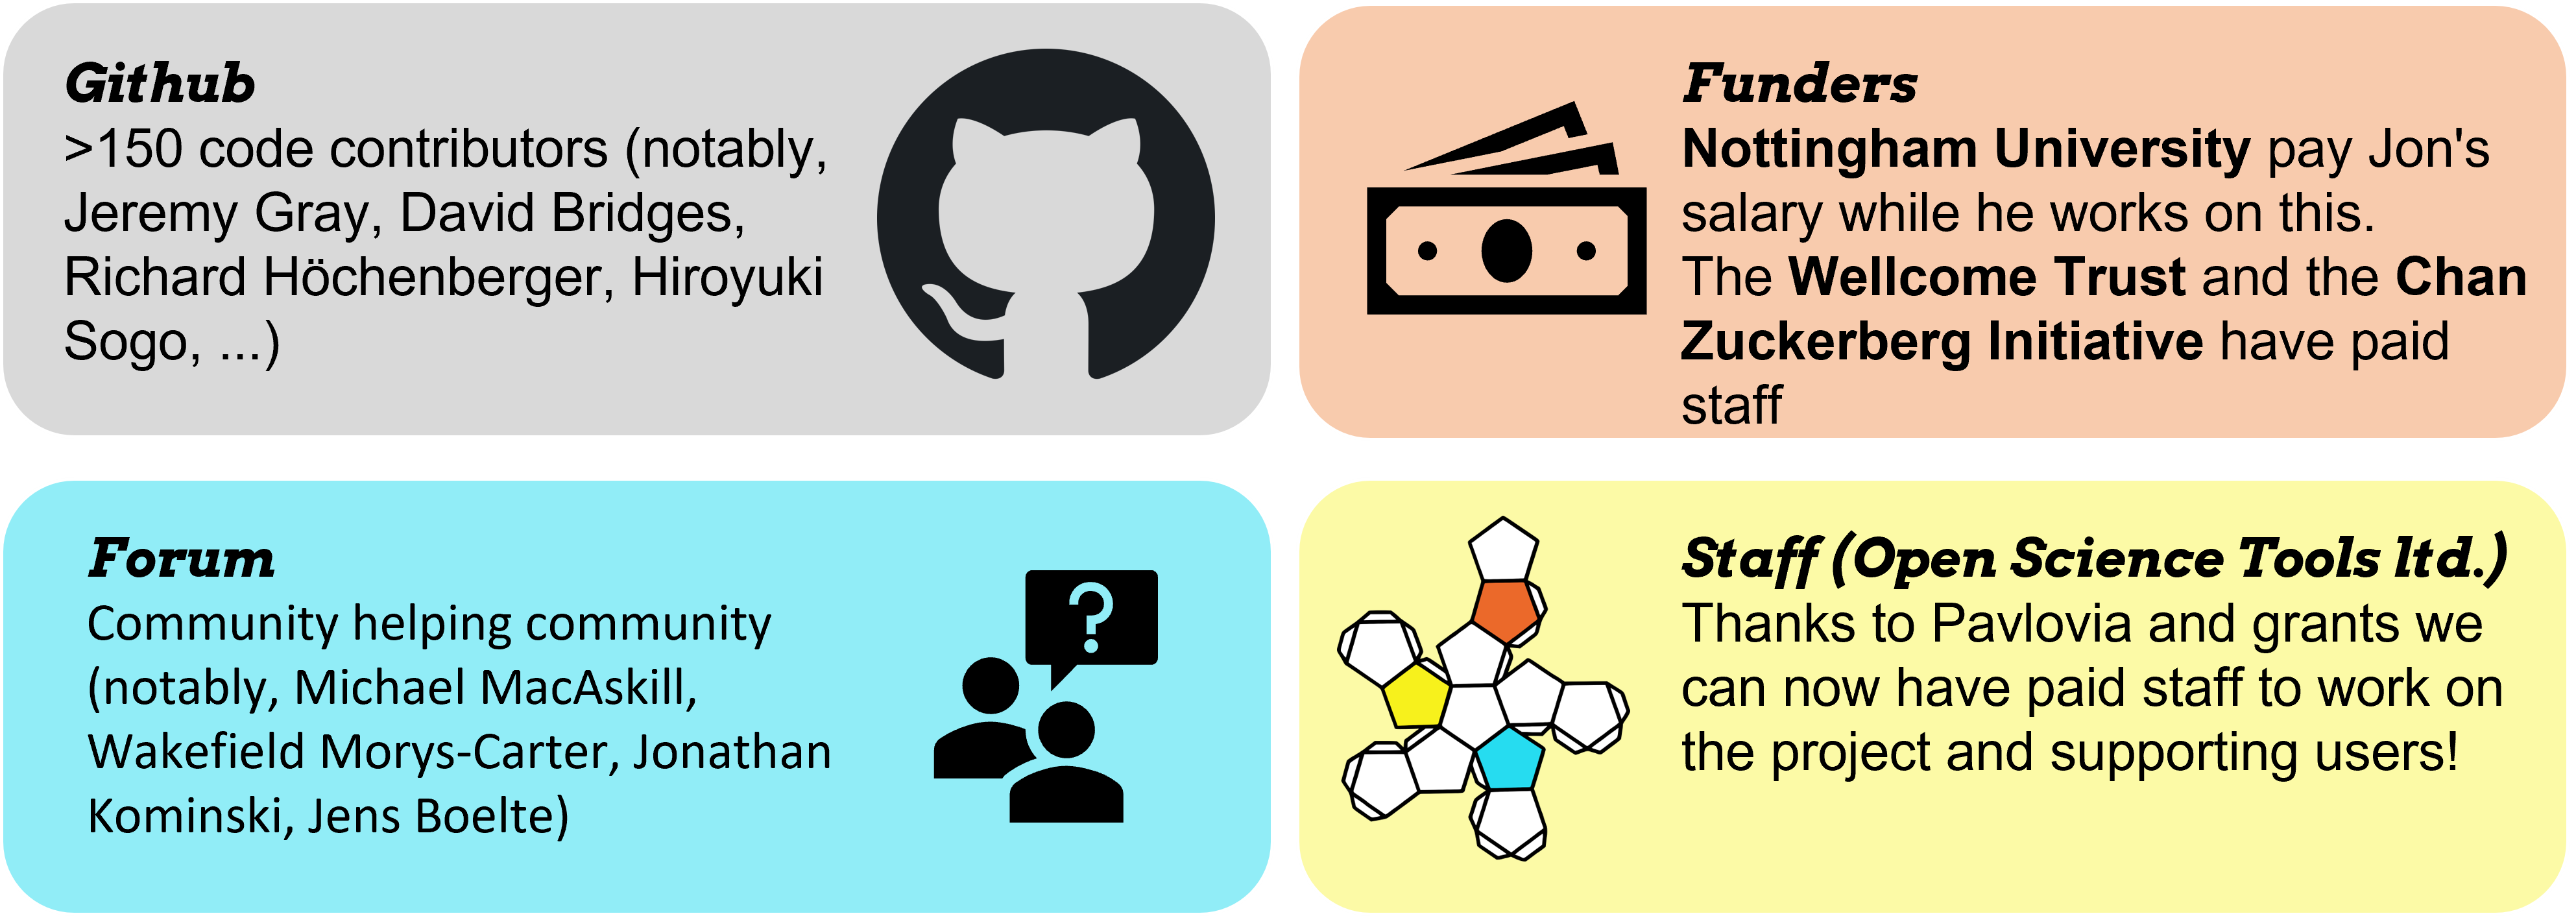 Github
>150 code contributors (notably,
Jeremy Gray, David Bridges,
Richard Höchenberger, Hiroyuki
Sogo, ...)
Funders
Nottingham University pay Jon's
salary while he works on this.
The Wellcome Trust and the Chan
Zuckerberg Initiative have paid
staff
Forum
Community helping community
(notably, Michael MacAskill,
Wakefield Morys-Carter, Jonathan
Kominski, Jens Boelte)
?
Staff (Open Science Tools ltd.)
Thanks to Pavlovia and grants we
can now have paid staff to work on
the project and supporting users!